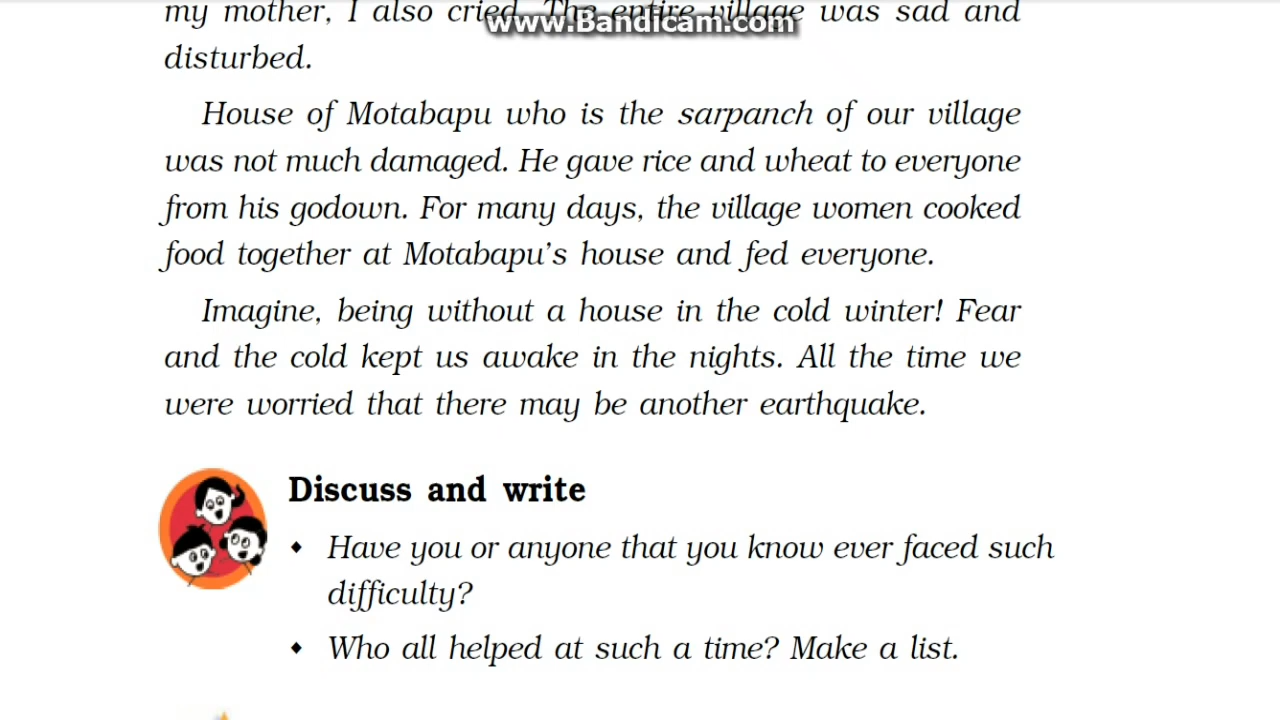 my mother, I also cried. The entire village was sad and
www.Bandicam.com
disturbed.
House of Motabapu who is the sarpanch of our village
was not much damaged. He gave rice and wheat to everyone
from his godown. For many days, the village women cooked
food together at Motabapu's house and fed everyone.
Imagine, being without a house in the cold winter! Fear
and the cold kept us awake in the nights. All the time we
were worried that there may be another earthquake.
Discuss and write
◆ Have you or anyone that you know ever faced such
difficulty?
◆ Who all helped at such a time? Make a list.